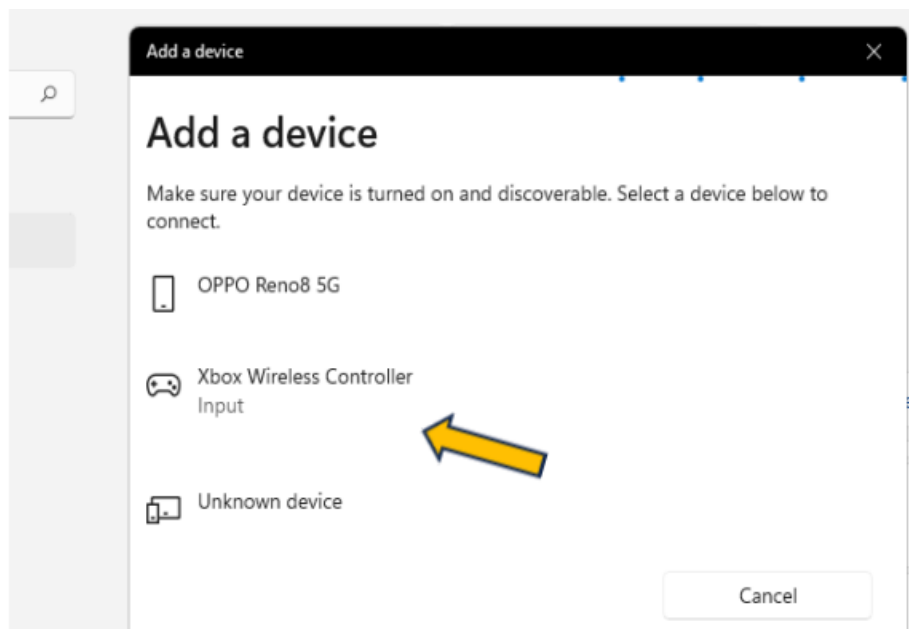 Add a device
Add a device
Make sure your device is turned on and discoverable. Select a device below to
connect.
OPPO Reno8 5G
Xbox Wireless Controller
Input
Unknown device
Cancel